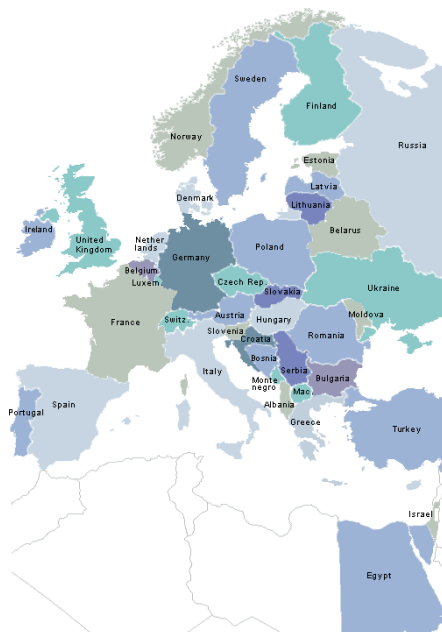 Sweden
Finland
Norway
Russia
Estonia
Denmark
Latvia
Lithuania
Belarus
Ireland
United
Kingdom
Nether
lands
Poland
Germany
Belgium
Luxem.
Czech Rep.
Ukraine
Slovakia
Moldova
France
Switz
Austria
Hungary
Slovenia
Romania
Croatia
Bosnia
Italy
Serbia
Monte
negro
Bulgaria
Mac.
Spain
Portugal
Albania
Greece
Turkey
Israel
Egypt